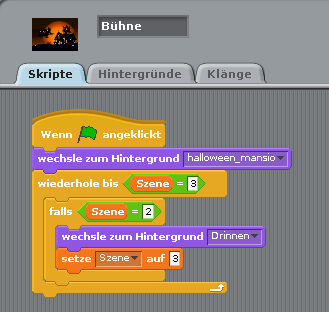 Bühne
Skripte Hintergründe Klänge
Wenn angeklickt
wechsle zum Hintergrund halloween_mansio
wiederhole bis Szene = 3
falls Szene = 2
wechsle zum Hintergrund Drinnen
setze Szene auf 3